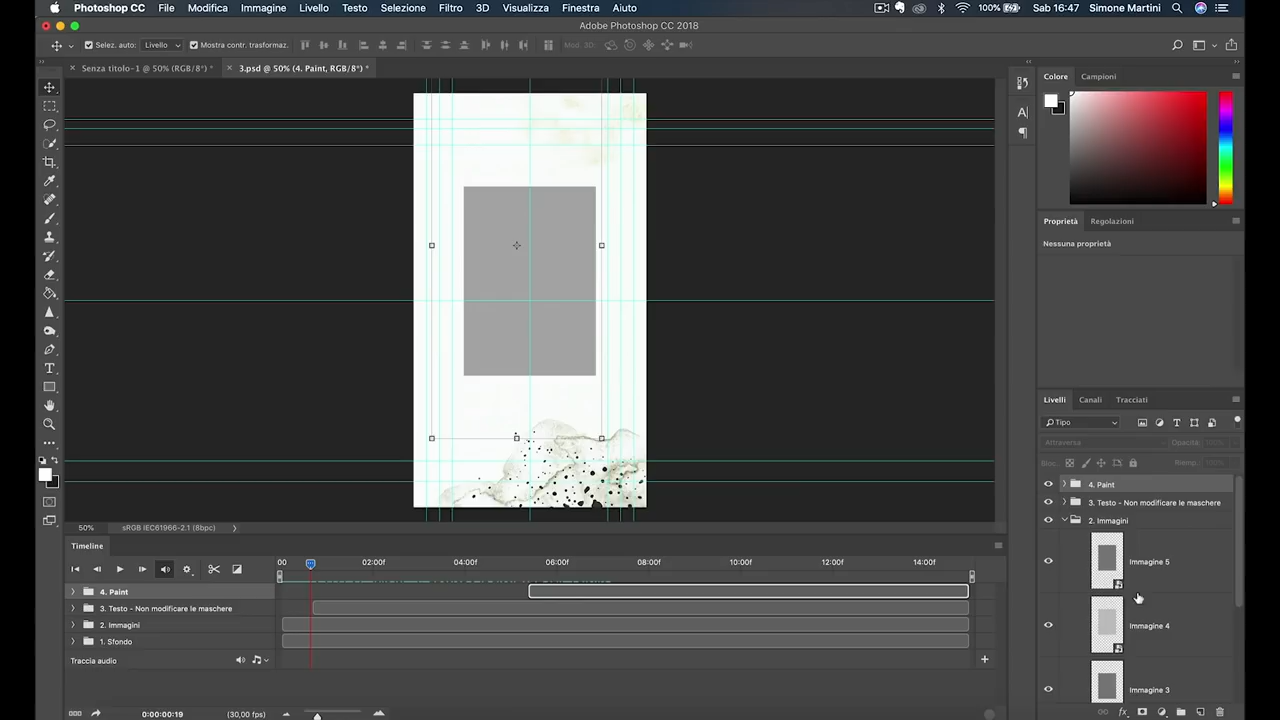 Photoshop CC File Modifica Immagine Livello Testo Selezione Filtro 3D Visualizza Finestra Aiuto 100% Sab 16:47 Simone Martini
Adobe Photoshop CC 2018
Selez. auto: Livello Mostra contr. trasformaz. Mod. 3D:
Senza titolo-1 @ 50% (RGB/8*) * 3.psd @ 50% (4. Paint, RGB/8*) *
Colore Campioni
Proprietà Regolazioni
Nessuna proprietà
Livelli Canali Tracciati
Tipo
Attraversa Opacità: 100%
Bloc.: Riemp.: 100%
4. Paint
3. Testo - Non modificare le maschere
2. Immagini
Immagine 5
Immagine 4
Immagine 3
50% sRGB IEC61966-2.1 (8bpc)
Timeline
00 02:00f 04:00f 06:00f 08:00f 10:00f 12:00f 14:00f
4. Paint
3. Testo - Non modificare le maschere
2. Immagini
1. Sfondo
Traccia audio
0:00:00:19 (30,00 fps)